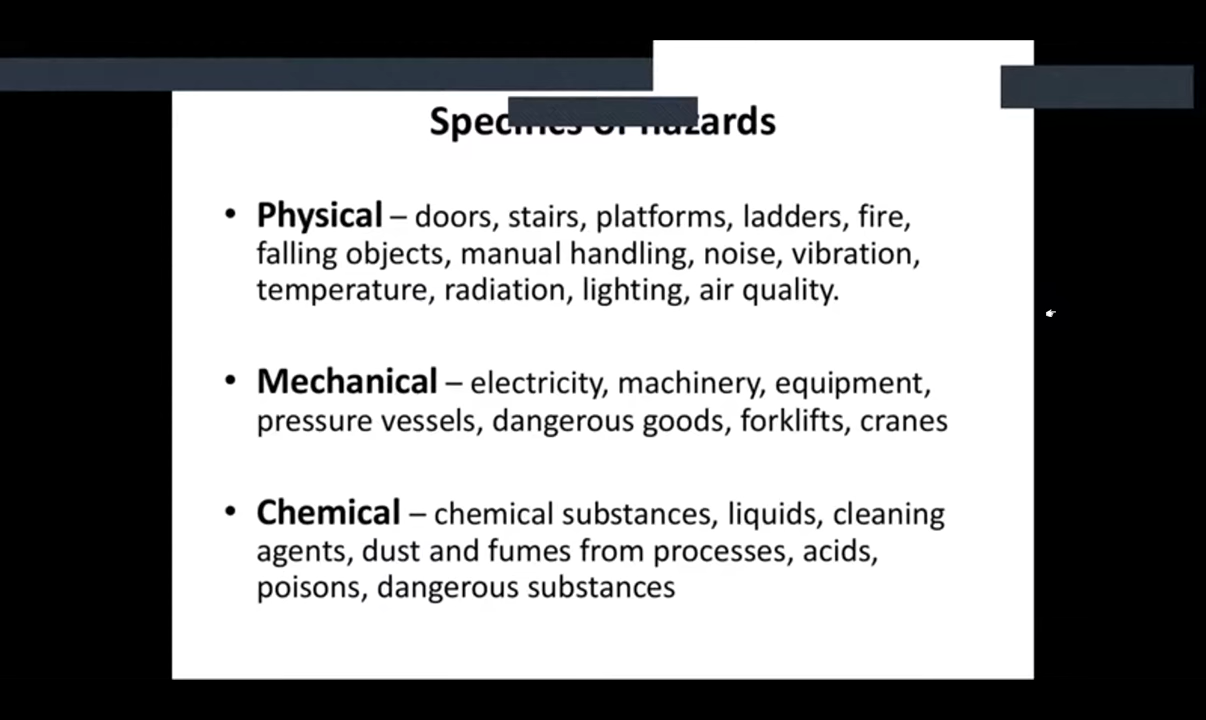 Specifics of hazards
• Physical – doors, stairs, platforms, ladders, fire,
falling objects, manual handling, noise, vibration,
temperature, radiation, lighting, air quality.
• Mechanical – electricity, machinery, equipment,
pressure vessels, dangerous goods, forklifts, cranes
• Chemical – chemical substances, liquids, cleaning
agents, dust and fumes from processes, acids,
poisons, dangerous substances